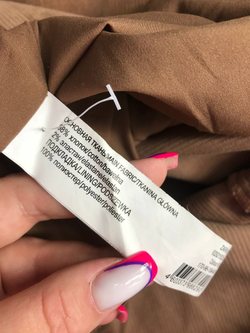 ОСНОВНАЯ ТКАНЬ/MAIN FABRIC/TKANINA GŁÓWNA
98% хлопок/cotton/bawełna
2% эластан/elastane/elastan
ПОДКЛАДКА/LINING/PODSZEWKA
100% полиэстер/polyester/poliester